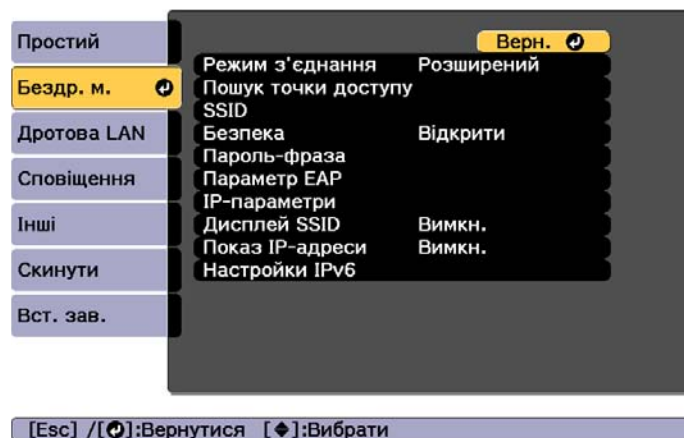 Простий
Бездр. м.
Дротова LAN
Сповіщення
Інші
Скинути
Вст. зав.
Верн.
Режим з'єднання Розширений
Пошук точки доступу
SSID
Безпека Відкрити
Пароль-фраза
Параметр EAP
IP-параметри
Дисплей SSID Вимкн.
Показ IP-адреси Вимкн.
Настройки IPv6
[Esc] /[]:Вернутися []:Вибрати